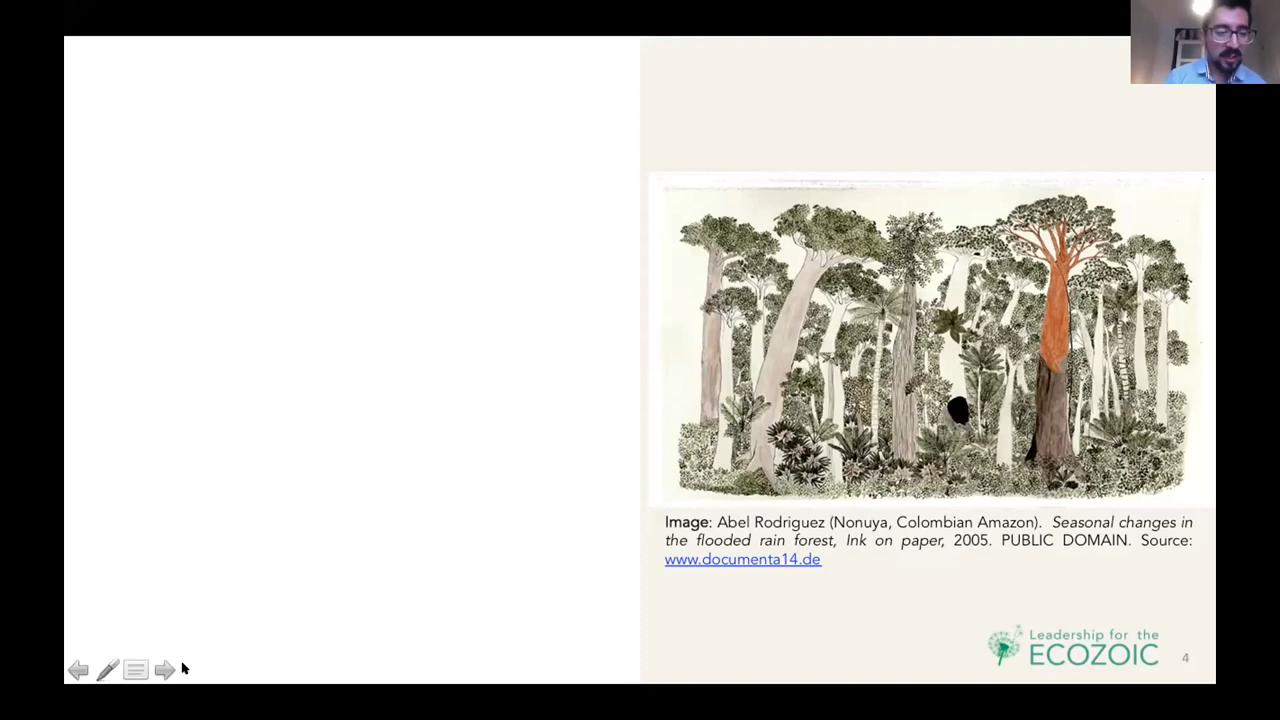 Image: Abel Rodriguez (Nonuya, Colombian Amazon). Seasonal changes in
the flooded rain forest, Ink on paper, 2005. PUBLIC DOMAIN. Source:
www.documenta14.de
Leadership for the
ECOZOIC
4